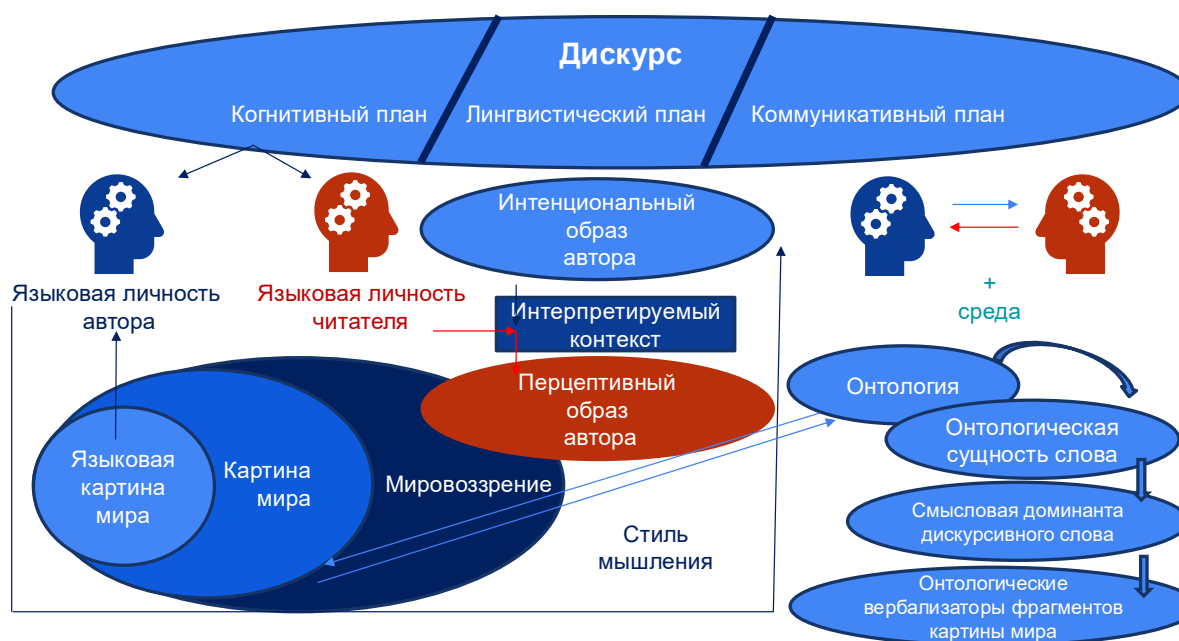 Дискурс
Когнитивный план
Лингвистический план
Коммуникативный план
Интенциональный
образ
автора
Языковая личность
автора
Языковая личность
читателя
+
среда
Интерпретируемый
контекст
Перцептивный
образ
автора
Онтология
Онтологическая
сущность слова
Языковая
картина
мира
Картина
мира
Мировоззрение
Смысловая доминанта
дискурсивного слова
Стиль
мышления
Онтологические
вербализаторы фрагментов
картины мира